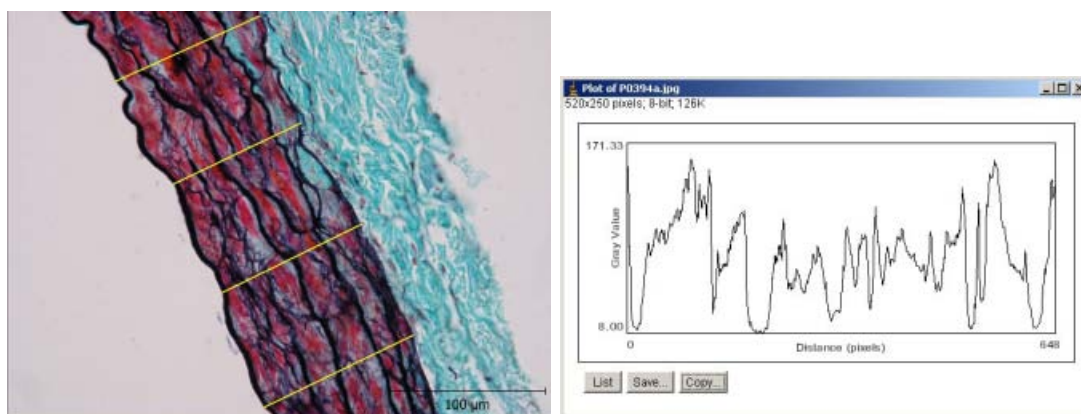 100 µm
Plot of P0394a.jpg
520x250 pixels; 8-bit; 126K
171.33
Gray Value
8.00
0
Distance (pixels)
648
List
Save...
Copy...